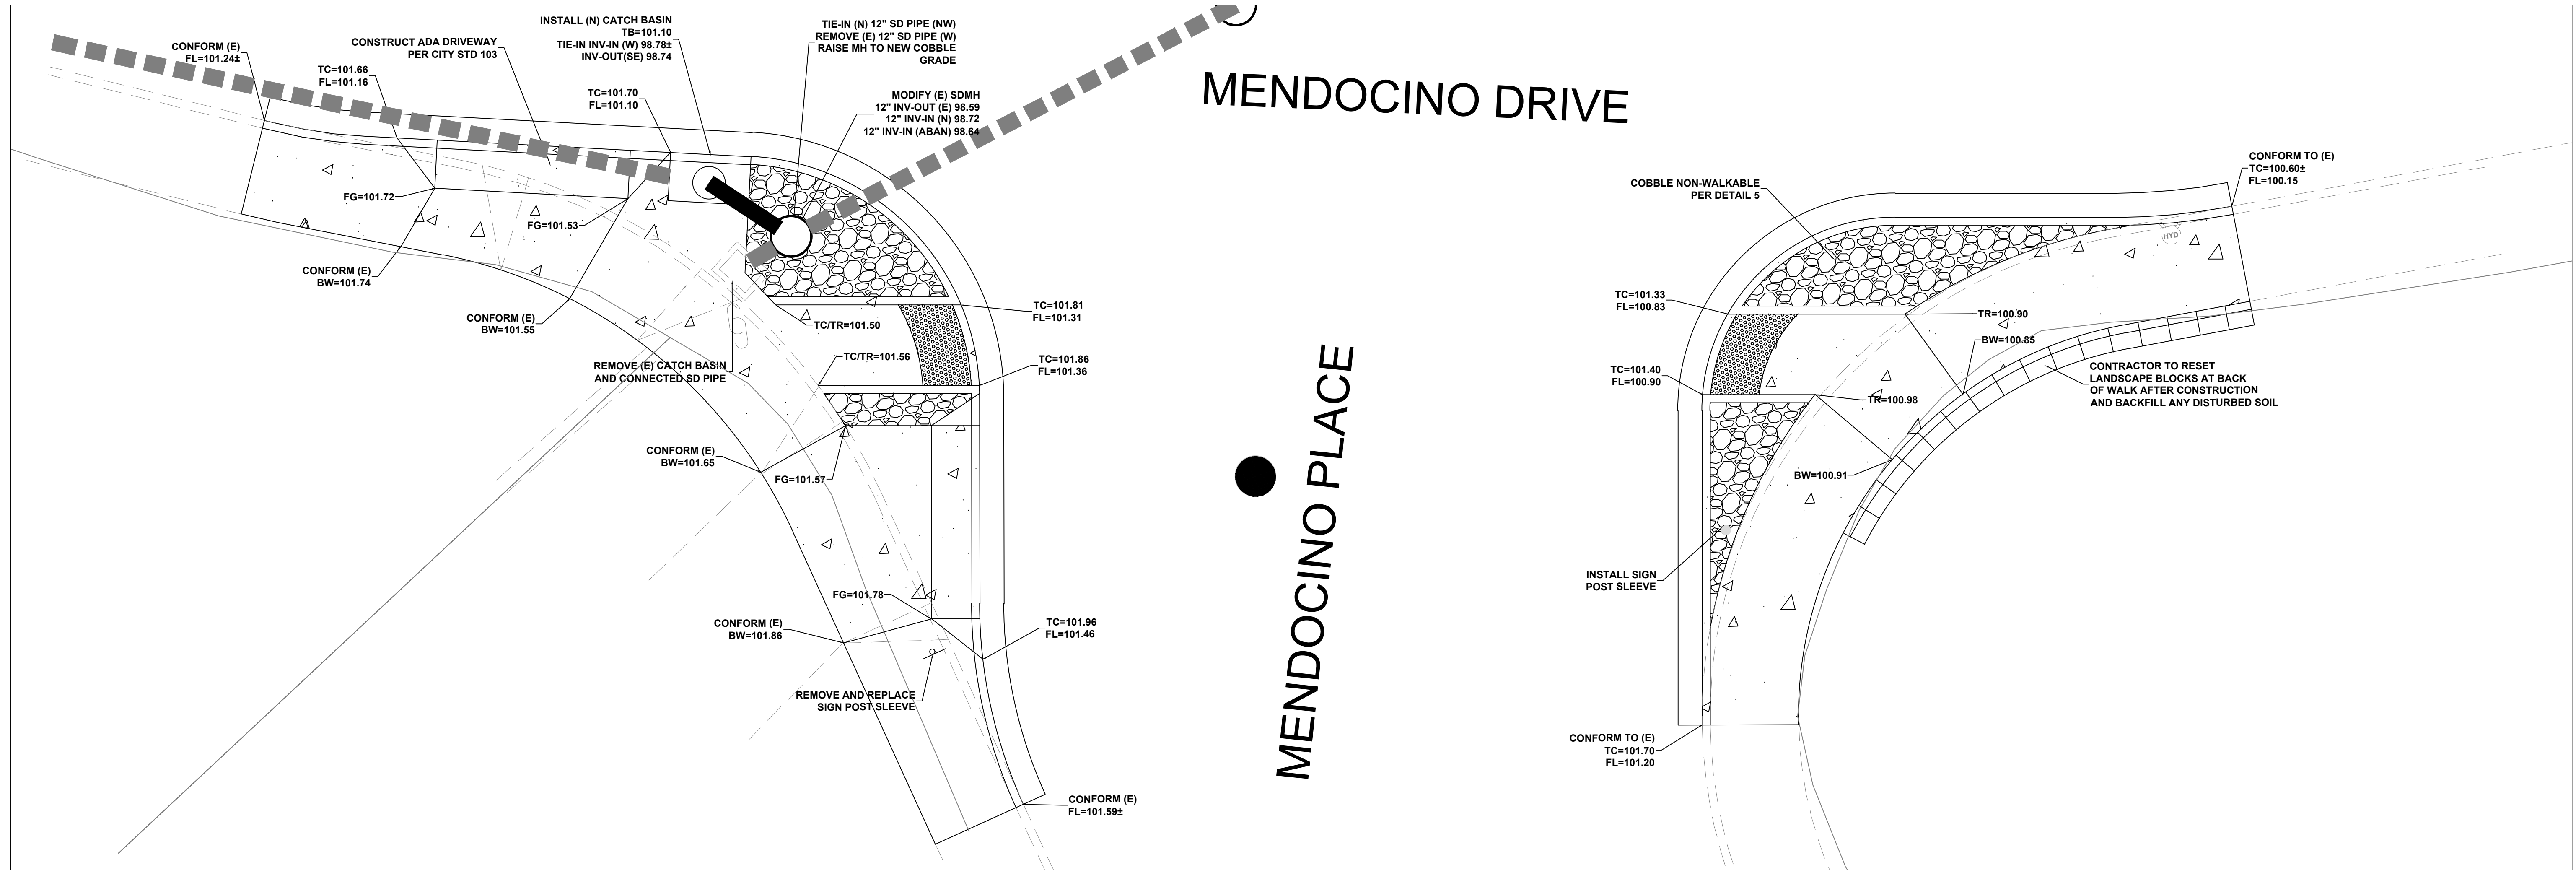 CONFORM (E)
FL=101.24±
CONSTRUCT ADA DRIVEWAY
PER CITY STD 103
TC=101.66
FL=101.16
INSTALL (N) CATCH BASIN
TB=101.10
TIE-IN INV-IN (W) 98.78±
INV-OUT(SE) 98.74
TC=101.70
FL=101.10
TIE-IN (N) 12" SD PIPE (NW)
REMOVE (E) 12" SD PIPE (W)
RAISE MH TO NEW COBBLE
GRADE
MODIFY (E) SDMH
12" INV-OUT (E) 98.59
12" INV-IN (N) 98.72
12" INV-IN (ABAN) 98.64
MENDOCINO DRIVE
FG=101.72
FG=101.53
CONFORM (E)
BW=101.74
CONFORM (E)
BW=101.55
TC/TR=101.50
TC=101.81
FL=101.31
TC/TR=101.56
TC=101.86
FL=101.36
REMOVE (E) CATCH BASIN
AND CONNECTED SD PIPE
CONFORM (E)
BW=101.65
FG=101.57
FG=101.78
CONFORM (E)
BW=101.86
TC=101.96
FL=101.46
REMOVE AND REPLACE
SIGN POST SLEEVE
CONFORM (E)
FL=101.59±
MENDOCINO PLACE
COBBLE NON-WALKABLE
PER DETAIL 5
CONFORM TO (E)
TC=100.60±
FL=100.15
HYD
TC=101.33
FL=100.83
TR=100.90
BW=100.85
TC=101.40
FL=100.90
TR=100.98
CONTRACTOR TO RESET
LANDSCAPE BLOCKS AT BACK
OF WALK AFTER CONSTRUCTION
AND BACKFILL ANY DISTURBED SOIL
BW=100.91
INSTALL SIGN
POST SLEEVE
CONFORM TO (E)
TC=101.70
FL=101.20